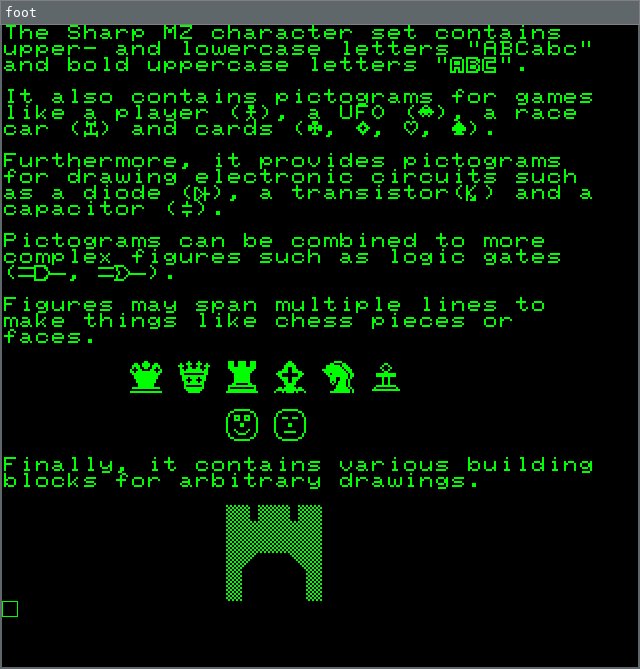 foot
The Sharp MZ character set contains
upper- and lowercase letters "ABCabc"
and bold uppercase letters "ABC".
It also contains pictograms for games
like a player (🯅), a UFO (🛸), a race
car (🏎) and cards (♣, ♦, ♡, ♠).
Furthermore, it provides pictograms
for drawing electronic circuits such
as a diode (), a transistor() and a
capacitor ().
Pictograms can be combined to more
complex figures such as logic gates
(, ).
Figures may span multiple lines to
make things like chess pieces or
faces.
Finally, it contains various building
blocks for arbitrary drawings.